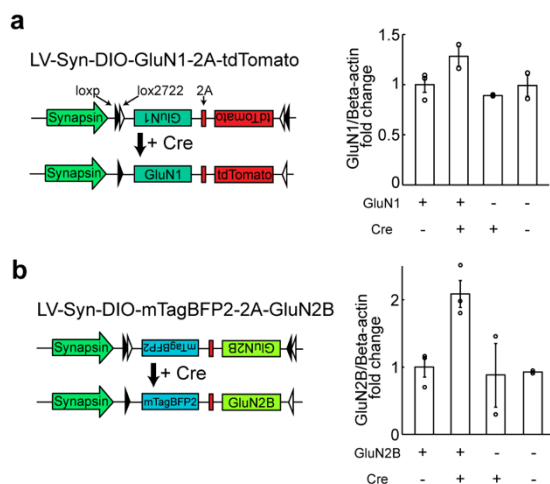 a
LV-Syn-DIO-GluN1-2A-tdTomato
loxp
lox2722
2A
Synapsin
GluN1
tdTomato
+ Cre
Synapsin
GluN1
tdTomato
GluN1/Beta-actin
fold change
1.5
1
0.5
0
GluN1 + + - -
Cre - + + -
b
LV-Syn-DIO-mTagBFP2-2A-GluN2B
Synapsin
mTagBFP2
GluN2B
+ Cre
Synapsin
mTagBFP2
GluN2B
GluN2B/Beta-actin
fold change
2
1
0
GluN2B + + - -
Cre - + + -